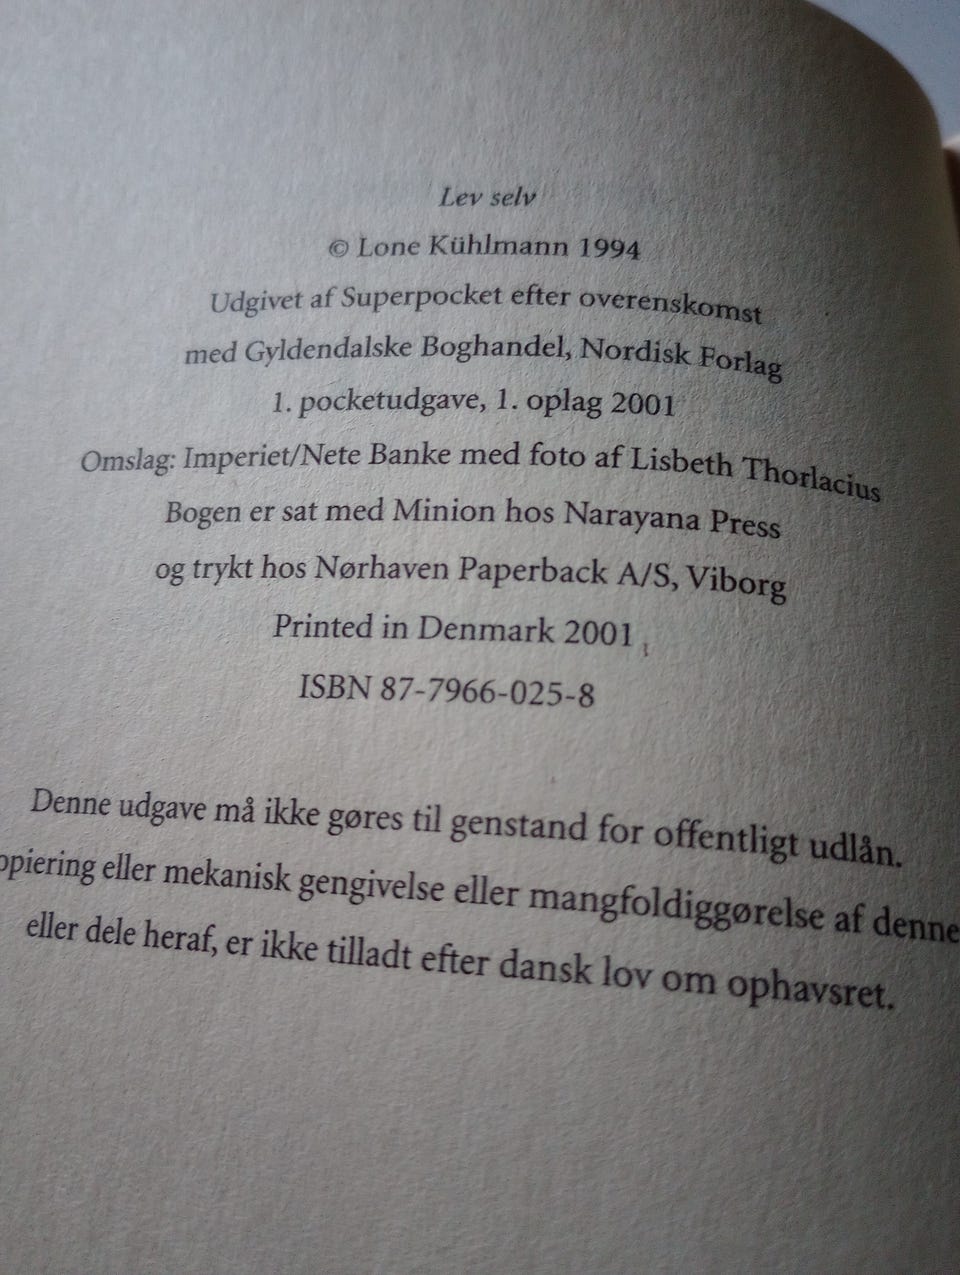 Lev selv
© Lone Kühlmann 1994
Udgivet af Superpocket efter overenskomst
med Gyldendalske Boghandel, Nordisk Forlag
1. pocketudgave, 1. oplag 2001
Omslag: Imperiet/Nete Banke med foto af Lisbeth Thorlacius
Bogen er sat med Minion hos Narayana Press
og trykt hos Nørhaven Paperback A/S, Viborg
Printed in Denmark 2001
ISBN 87-7966-025-8
Denne udgave må ikke gøres til genstand for offentligt udlån.
opiering eller mekanisk gengivelse eller mangfoldiggørelse af denne
eller dele heraf, er ikke tilladt efter dansk lov om ophavsret.